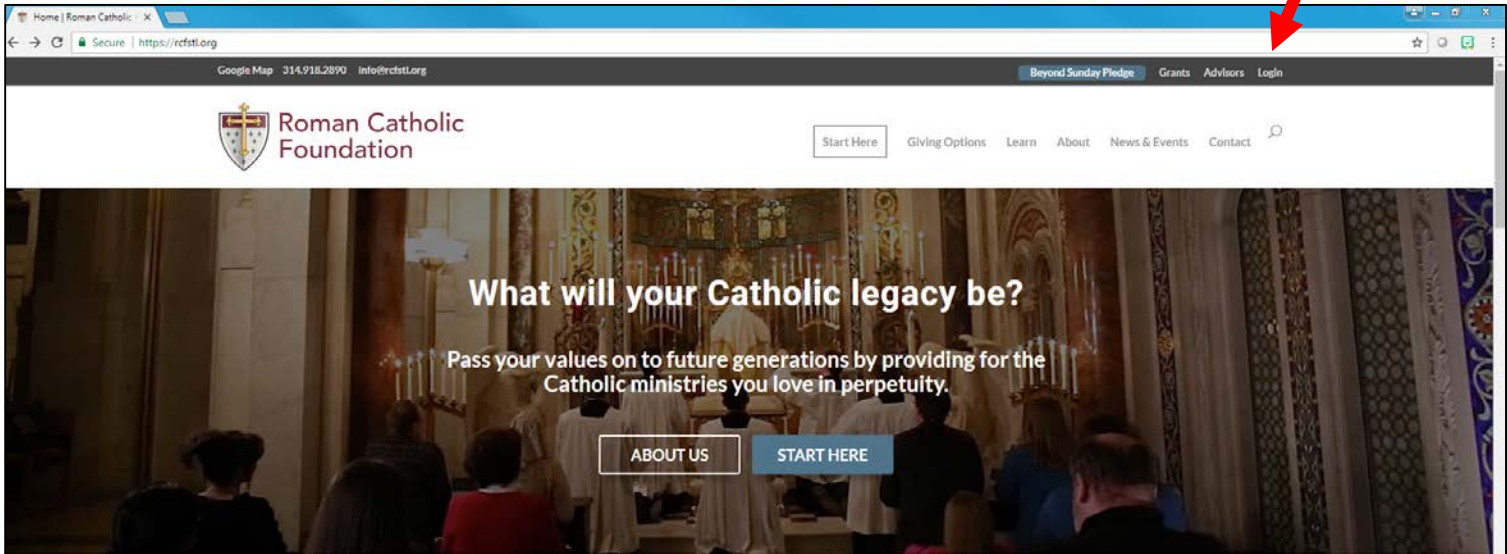 Home | Roman Catholic
Secure | https://rcfstl.org
Google Map 314.918.2890 info@rcfstl.org Beyond Sunday Pledge Grants Advisors Login
Roman Catholic
Foundation
Start Here Giving Options Learn About News & Events Contact
What will your Catholic legacy be?
Pass your values on to future generations by providing for the
Catholic ministries you love in perpetuity.
ABOUT US START HERE